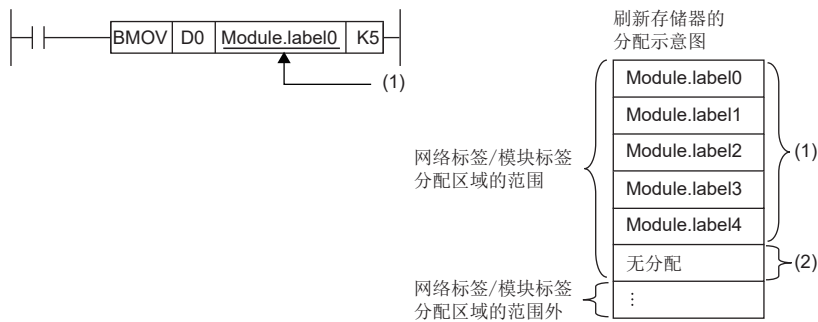 BMOV D0 Module.label0 K5
(1)
刷新存储器的
分配示意图
Module.label0
Module.label1
Module.label2
Module.label3
Module.label4
(1)
网络标签/模块标签
分配区域的范围
无分配
(2)
网络标签/模块标签
分配区域的范围外
⋮